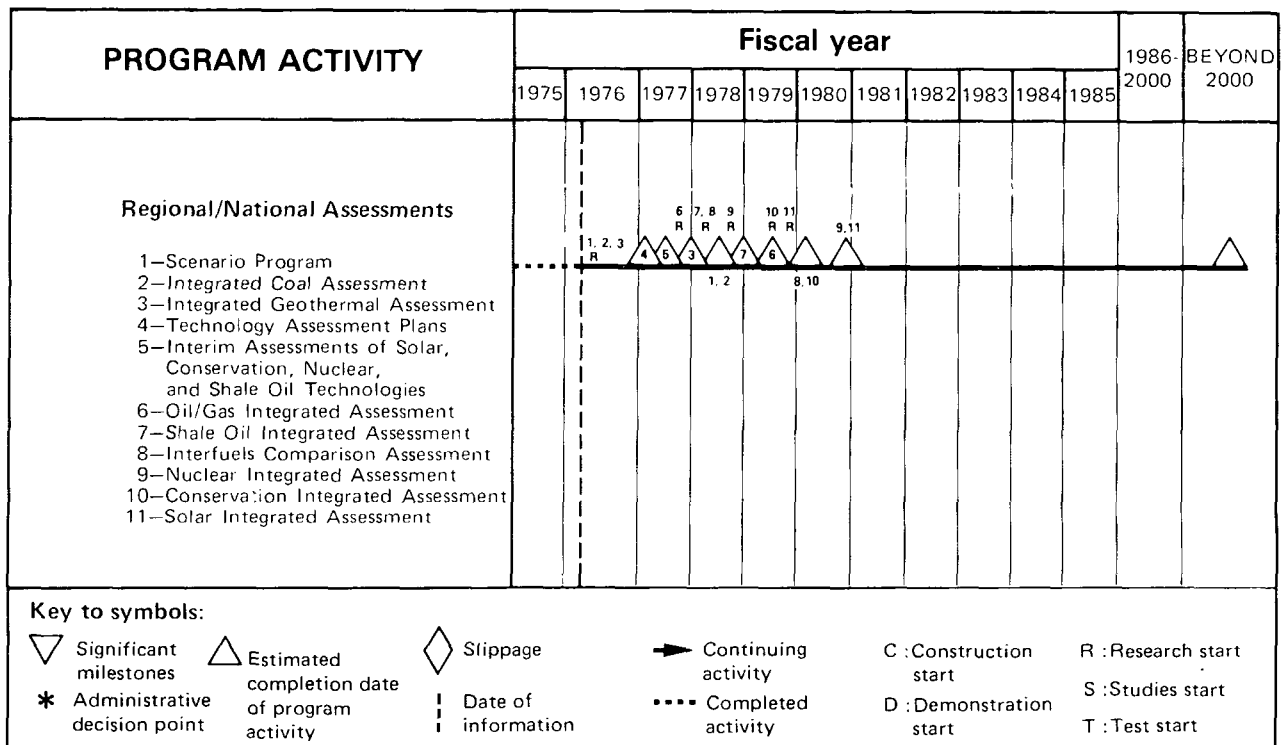 PROGRAM ACTIVITY
Fiscal year
1986-2000
BEYOND 2000
1975 1976 1977 1978 1979 1980 1981 1982 1983 1984 1985
Regional/National Assessments
6 7, 8 9 10 11
R R R R R 9, 11
1, 2, 3
R 4 5 3 7 6
1, 2 8, 10
1—Scenario Program
2—Integrated Coal Assessment
3—Integrated Geothermal Assessment
4—Technology Assessment Plans
5—Interim Assessments of Solar,
Conservation, Nuclear,
and Shale Oil Technologies
6—Oil/Gas Integrated Assessment
7—Shale Oil Integrated Assessment
8—Interfuels Comparison Assessment
9—Nuclear Integrated Assessment
10—Conservation Integrated Assessment
11—Solar Integrated Assessment
Key to symbols:
Significant
milestones
* Administrative
decision point
Estimated
completion date
of program
activity
Slippage
Date of
information
Continuing
activity
Completed
activity
C :Construction
start
D :Demonstration
start
R :Research start
S :Studies start
T :Test start